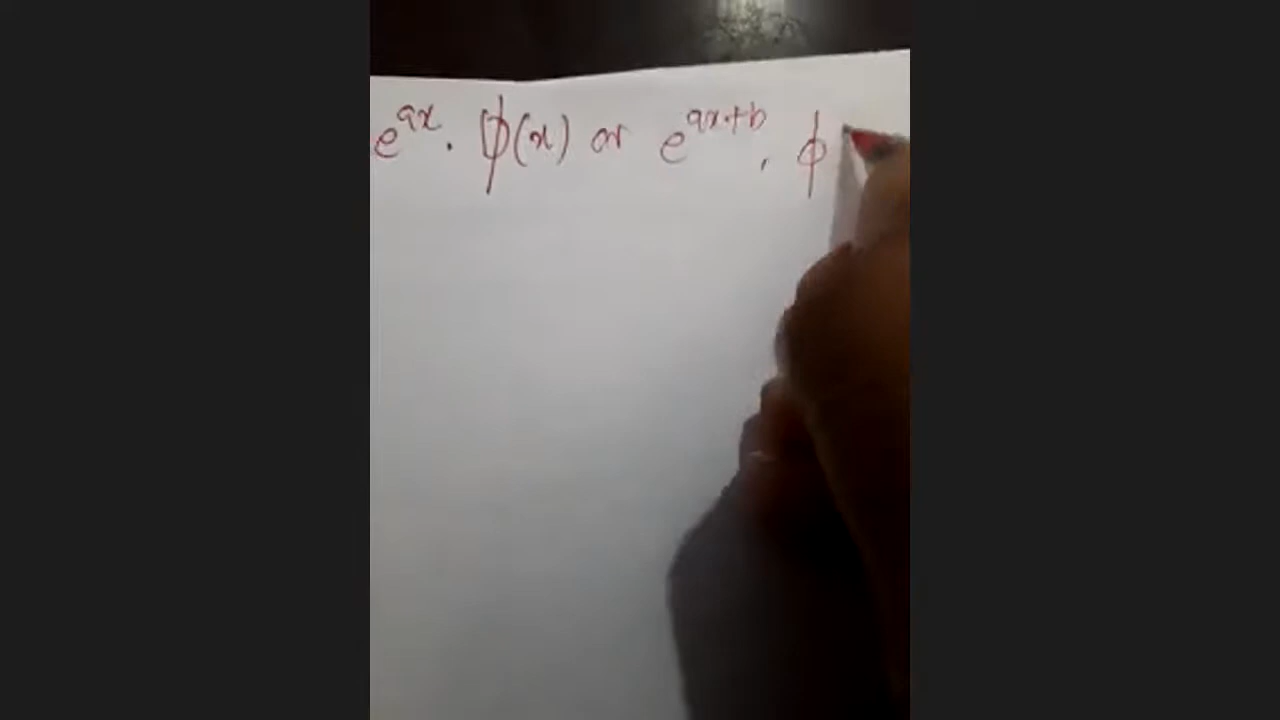 e^{ax} . φ(x) or e^{ax+b} . φ